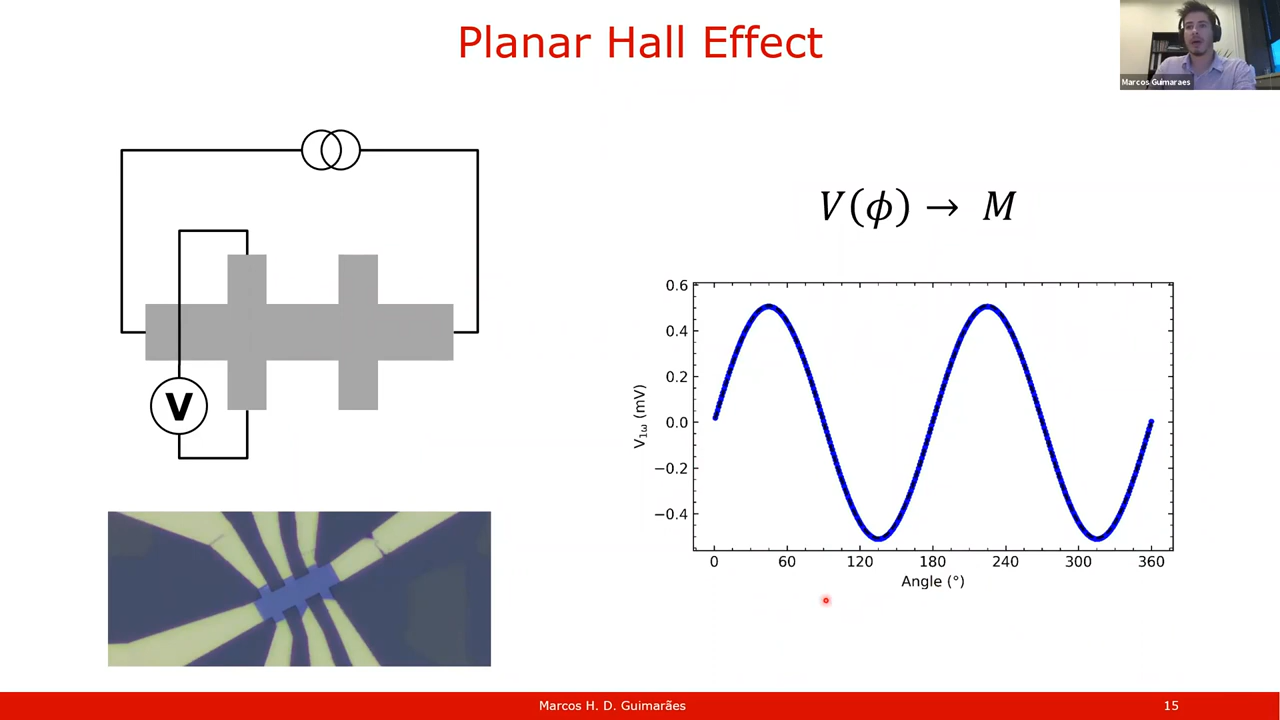 Planar Hall Effect
Marcos Guimaraes
V
V(ϕ) → M
0.6
0.4
0.2
0.0
−0.2
−0.4
V1ω (mV)
0 60 120 180 240 300 360
Angle (°)
Marcos H. D. Guimarães
15